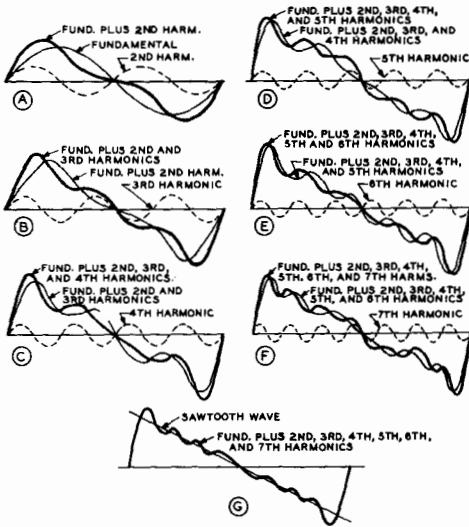 FUND. PLUS 2ND HARM.
FUNDAMENTAL
2ND HARM.
A
FUND. PLUS 2ND AND
3RD HARMONICS
FUND. PLUS 2ND HARM.
3RD HARMONIC
B
FUND. PLUS 2ND, 3RD,
AND 4TH HARMONICS.
FUND. PLUS 2ND AND
3RD HARMONICS
4TH HARMONIC
C
FUND. PLUS 2ND, 3RD, 4TH,
AND 5TH HARMONICS
FUND. PLUS 2ND, 3RD, AND
4TH HARMONICS
5TH HARMONIC
D
FUND. PLUS 2ND, 3RD, 4TH,
5TH AND 6TH HARMONICS
FUND. PLUS 2ND, 3RD, 4TH,
AND 5TH HARMONICS
6TH HARMONIC
E
FUND. PLUS 2ND, 3RD, 4TH,
5TH, 6TH, AND 7TH HARMS.
FUND. PLUS 2ND, 3RD, 4TH,
5TH, AND 6TH HARMONICS
7TH HARMONIC
F
SAWTOOTH WAVE
FUND. PLUS 2ND, 3RD, 4TH, 5TH, 6TH,
AND 7TH HARMONICS
G